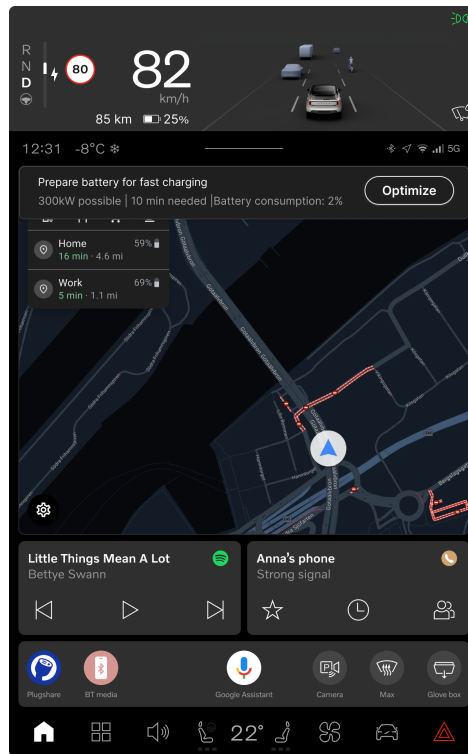 R
N
D
80
82
km/h
85 km 25%
12:31 -8°C
5G
Prepare battery for fast charging
300kW possible | 10 min needed |Battery consumption: 2%
Optimize
Home 59%
16 min · 4.6 mi
Work 69%
5 min · 1.1 mi
Götaälvsbron
Götaälvsbron
Götaälvsbron
Little Things Mean A Lot
Bettye Swann
Anna's phone
Strong signal
Plugshare
BT media
Google Assistant
P
Camera
Max
Glove box
22°